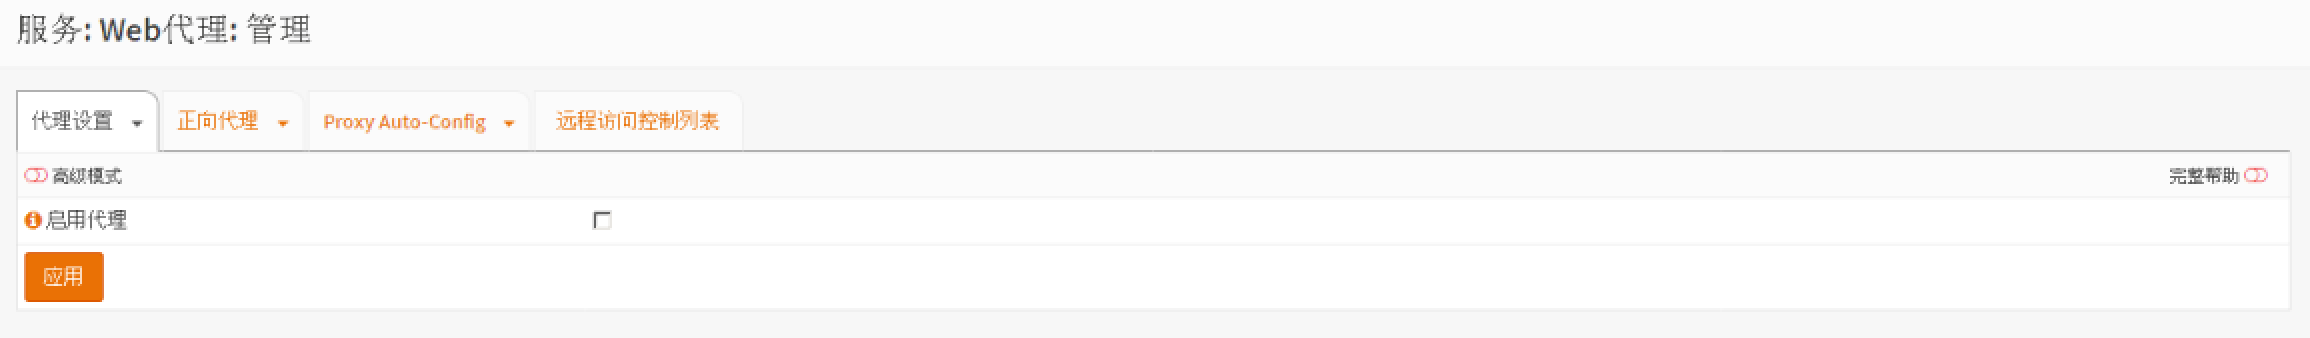 服务: Web代理: 管理
代理设置 正向代理 Proxy Auto-Config 远程访问控制列表
高级模式 完整帮助
启用代理
应用